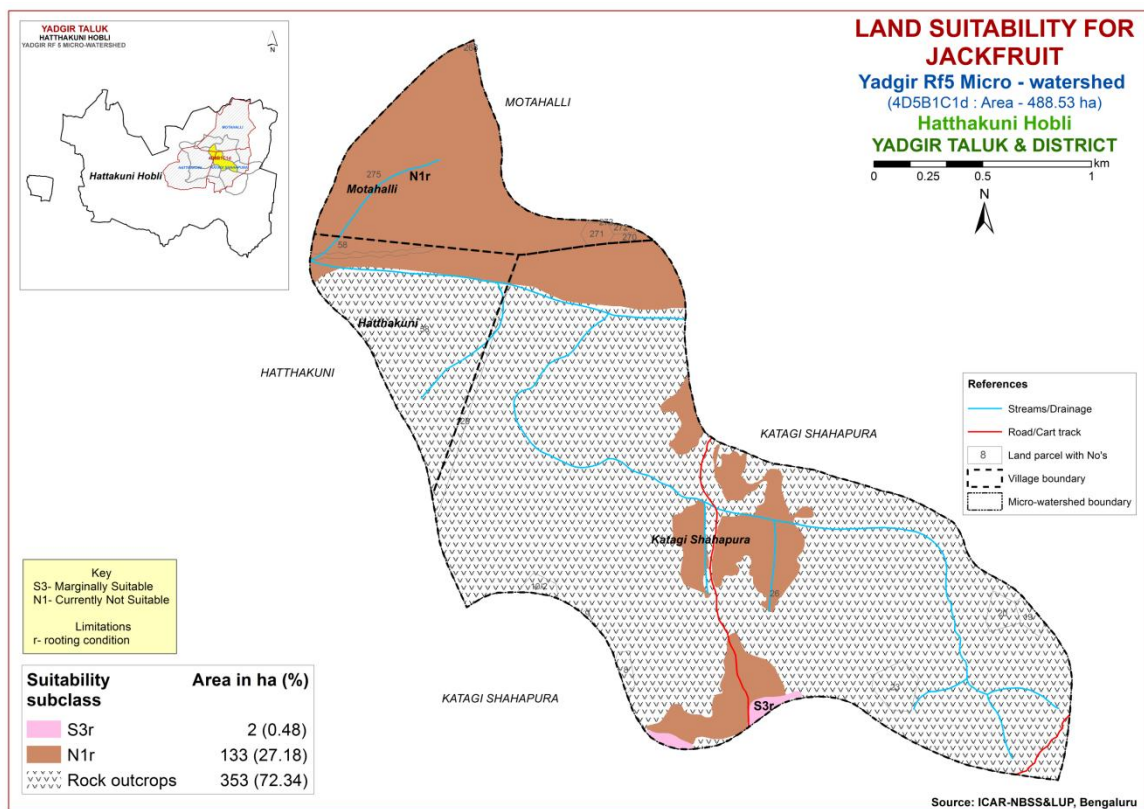 YADGIR TALUK
HATTHAKUNI HOBLI
YADGIR RF 5 MICRO-WATERSHED
N
MOTAHALLI
Hattakuni Hobli
LAND SUITABILITY FOR
JACKFRUIT
Yadgir Rf5 Micro - watershed
(4D5B1C1d : Area - 488.53 ha)
Hatthakuni Hobli
YADGIR TALUK & DISTRICT
km
0 0.25 0.5 1
N
MOTAHALLI
275
N1r
Motahalli
271
272
270
58
Hatthakuni
HATTHAKUNI
KATAGI SHAHAPURA
Katagi Shahapura
26
KATAGI SHAHAPURA
S3r
References
Streams/Drainage
Road/Cart track
8 Land parcel with No's
Village boundary
Micro-watershed boundary
Key
S3- Marginally Suitable
N1- Currently Not Suitable
Limitations
r- rooting condition
Suitability Area in ha (%)
subclass
S3r 2 (0.48)
N1r 133 (27.18)
Rock outcrops 353 (72.34)
Source: ICAR-NBSS&LUP, Bengaluru